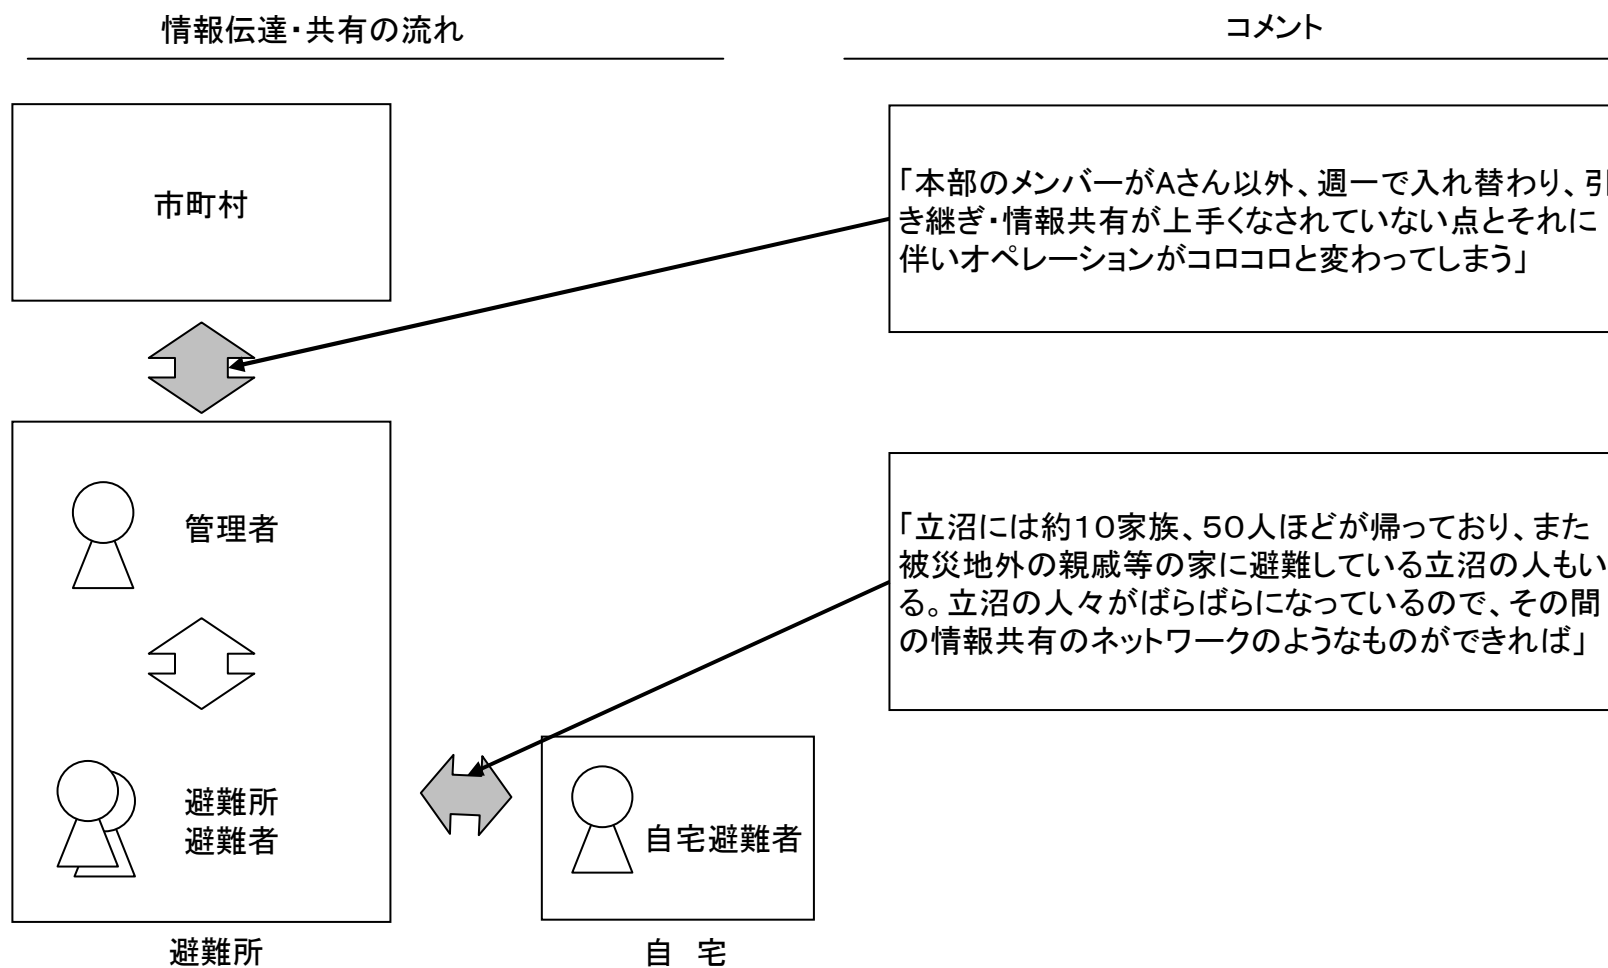 情報伝達・共有の流れ
コメント
市町村
「本部のメンバーがAさん以外、週一で入れ替わり、引
き継ぎ・情報共有が上手くなされていない点とそれに
伴いオペレーションがコロコロと変わってしまう」
管理者
「立沼には約10家族、50人ほどが帰っており、また
被災地外の親戚等の家に避難している立沼の人もい
る。立沼の人々がばらばらになっているので、その間
の情報共有のネットワークのようなものができれば」
避難所
避難者
自宅避難者
避難所
自 宅